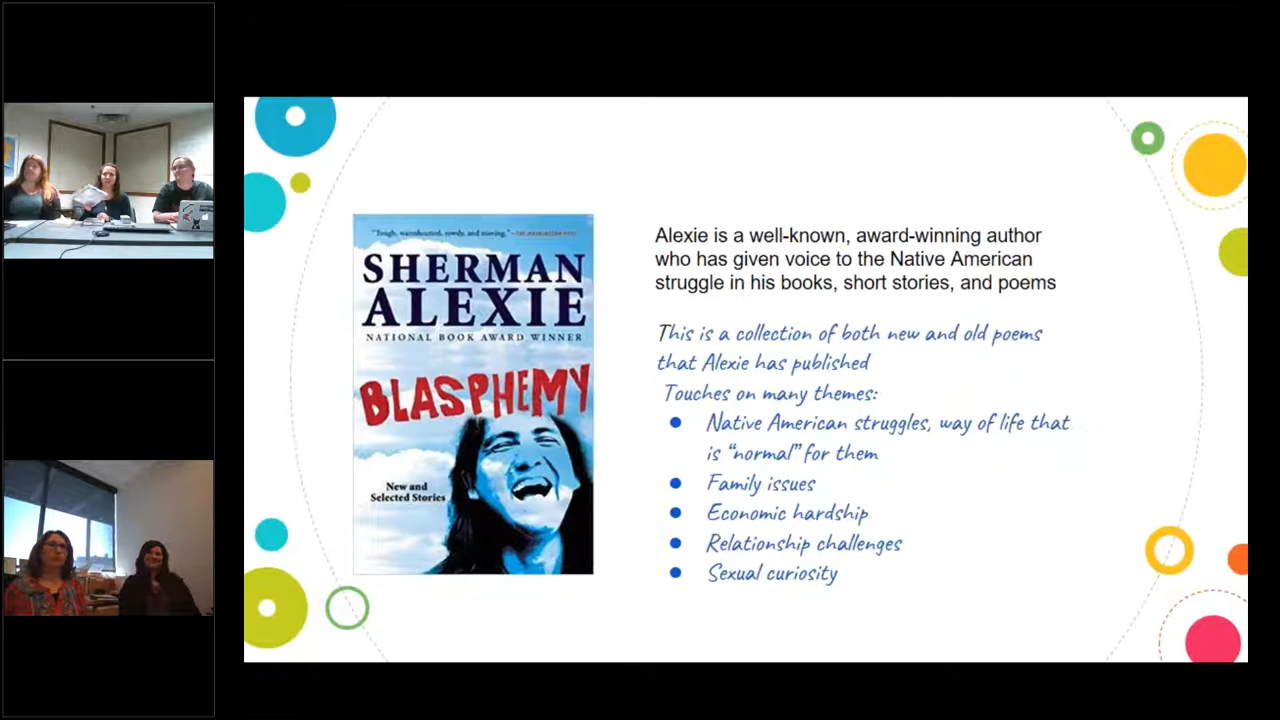 "Tough, warmhearted, rowdy, and moving." —THE WASHINGTON POST
SHERMAN
ALEXIE
NATIONAL BOOK AWARD WINNER
BLASPHEMY
New and
Selected Stories
Alexie is a well-known, award-winning author
who has given voice to the Native American
struggle in his books, short stories, and poems
This is a collection of both new and old poems
that Alexie has published
Touches on many themes:
● Native American struggles, way of life that
is “normal” for them
● Family issues
● Economic hardship
● Relationship challenges
● Sexual curiosity